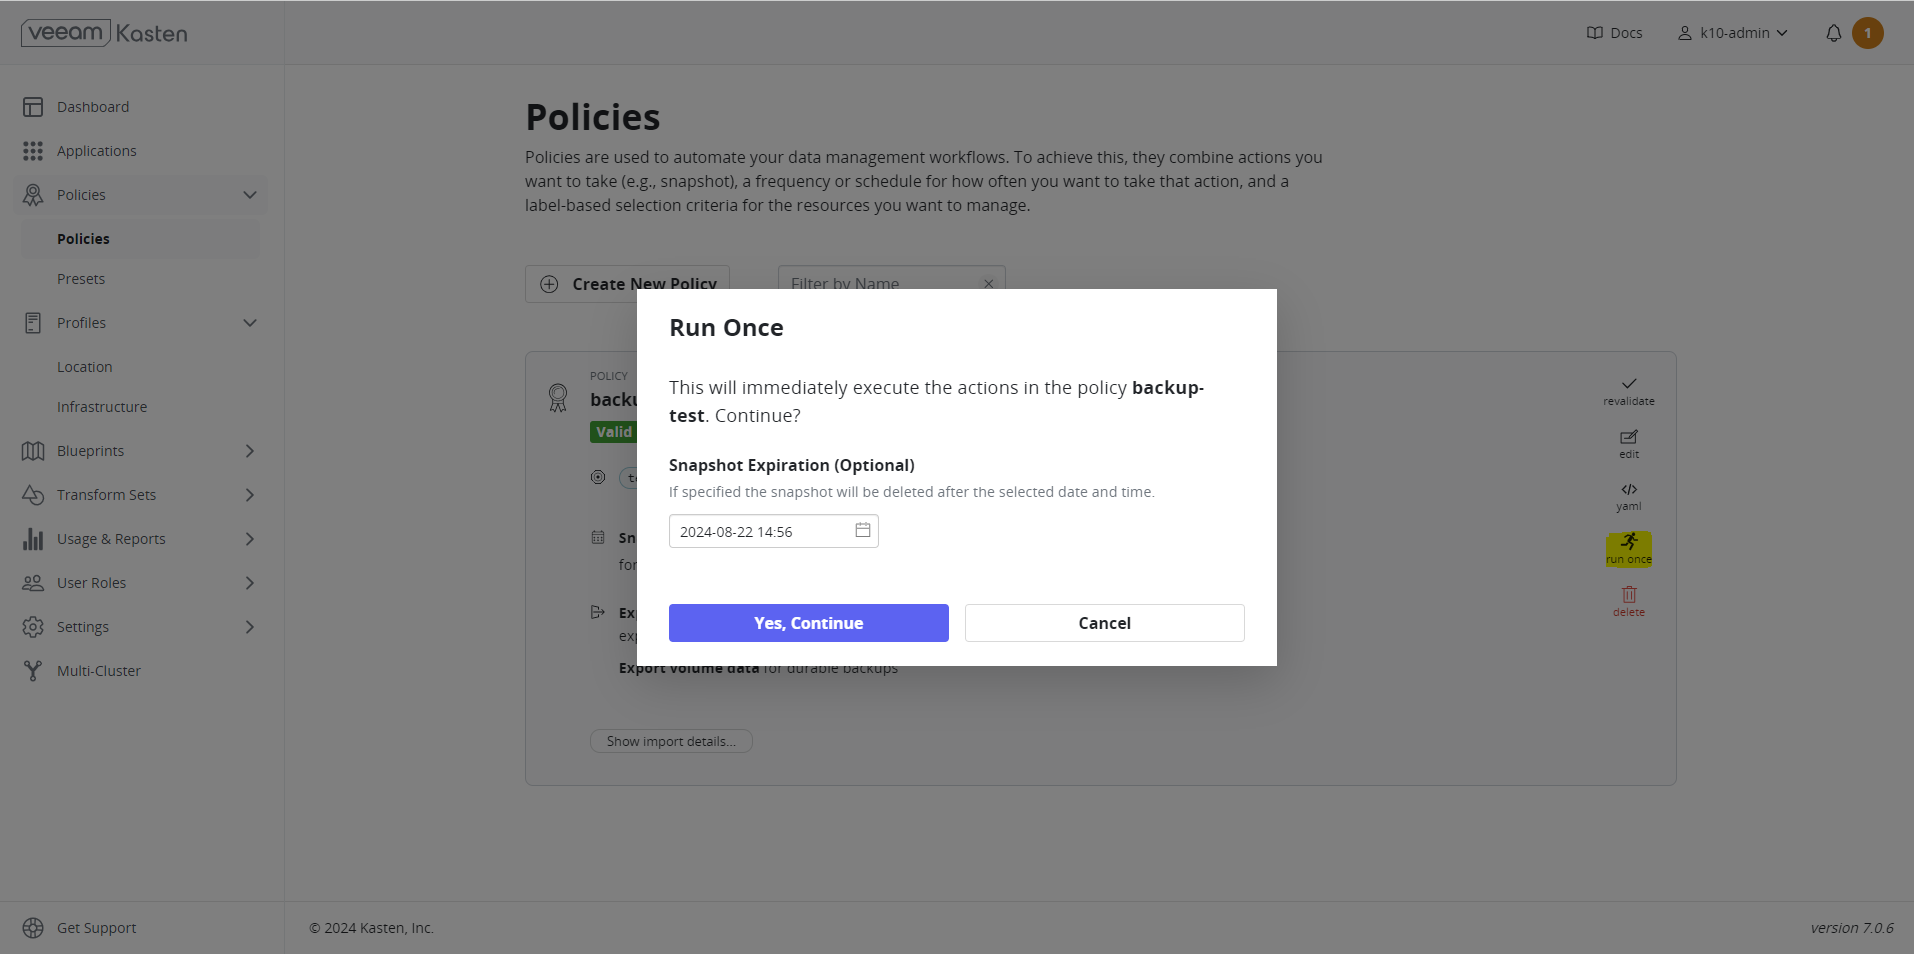 veeam Kasten
Docs
k10-admin
1
Dashboard
Applications
Policies
Policies
Presets
Profiles
Location
Infrastructure
Blueprints
Transform Sets
Usage & Reports
User Roles
Settings
Multi-Cluster
Get Support
Policies
Policies are used to automate your data management workflows. To achieve this, they combine actions you
want to take (e.g., snapshot), a frequency or schedule for how often you want to take that action, and a
label-based selection criteria for the resources you want to manage.
Create New Policy
Filter by Name
POLICY
Valid
for
Export volume data for durable backups
Show import details...
Run Once
This will immediately execute the actions in the policy backup-
test. Continue?
Snapshot Expiration (Optional)
If specified the snapshot will be deleted after the selected date and time.
2024-08-22 14:56
Yes, Continue
Cancel
revalidate
edit
yaml
run once
delete
© 2024 Kasten, Inc.
version 7.0.6